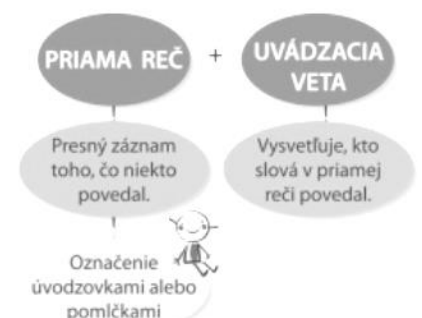 PRIAMA REČ
+
UVÁDZACIA
VETA
Presný záznam
toho, čo niekto
povedal.
Vysvetľuje, kto
slová v priamej
reči povedal.
Označenie
úvodzovkami alebo
pomlčkami